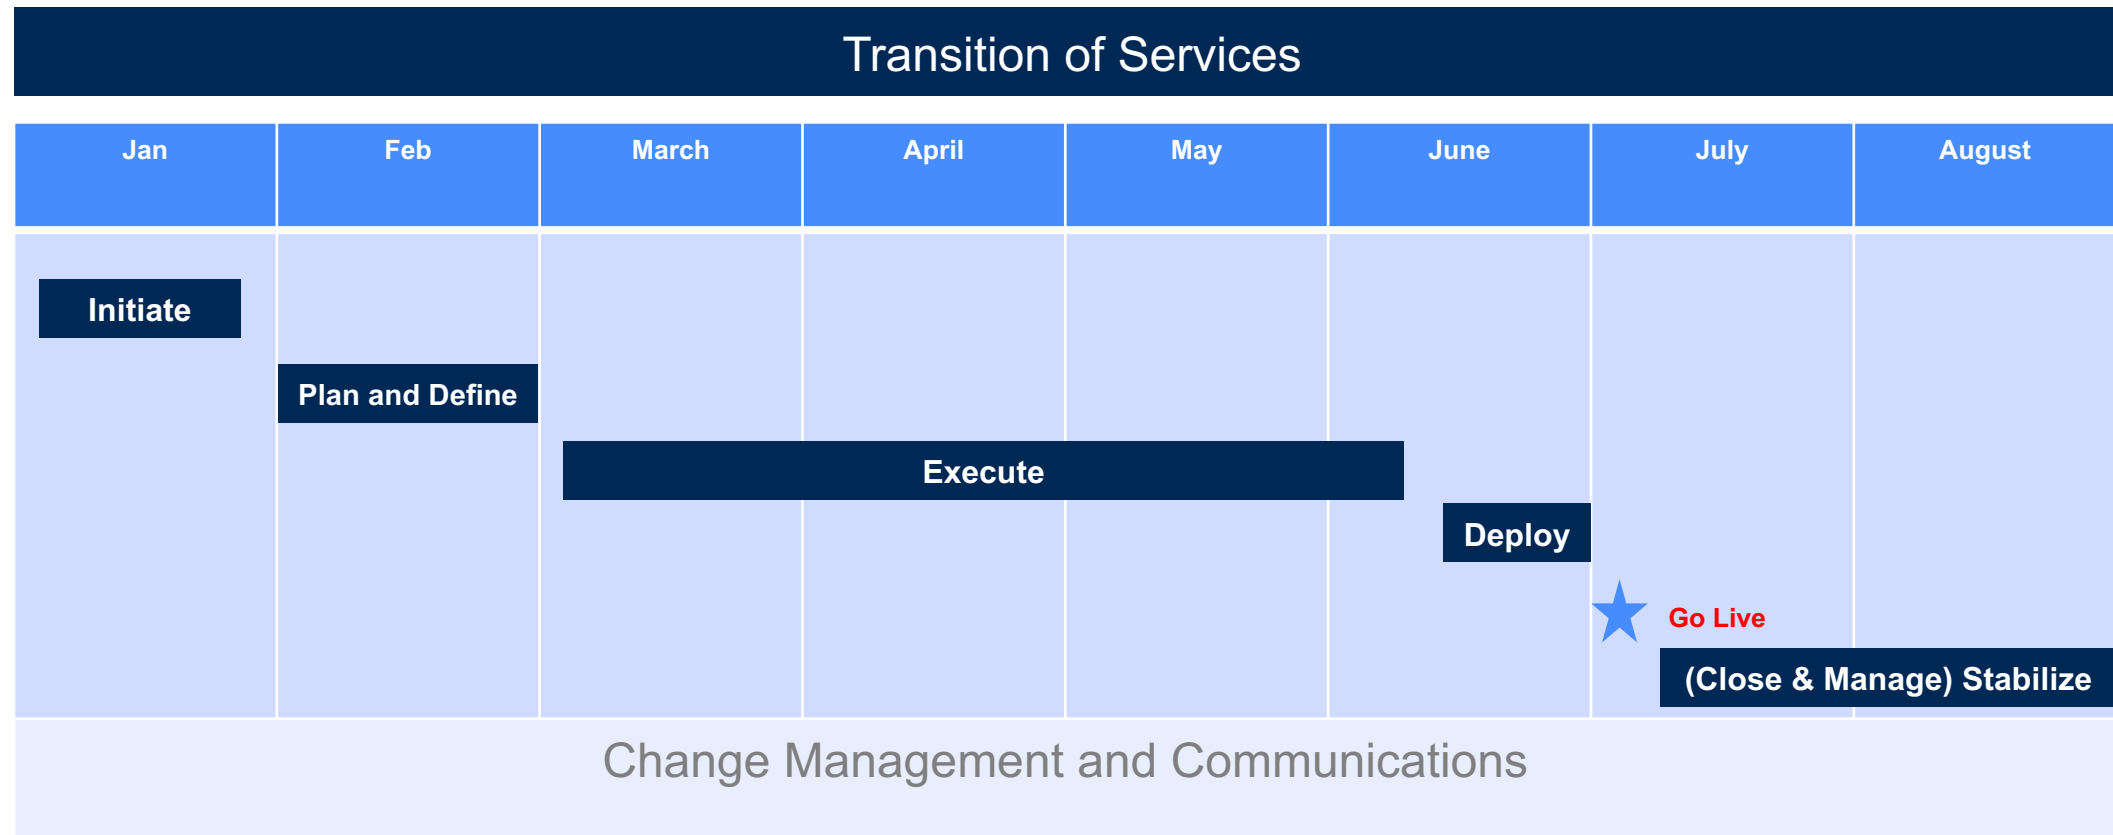 Transition of Services
Jan Feb March April May June July August
Initiate
Plan and Define
Execute
Deploy
Go Live
(Close & Manage) Stabilize
Change Management and Communications